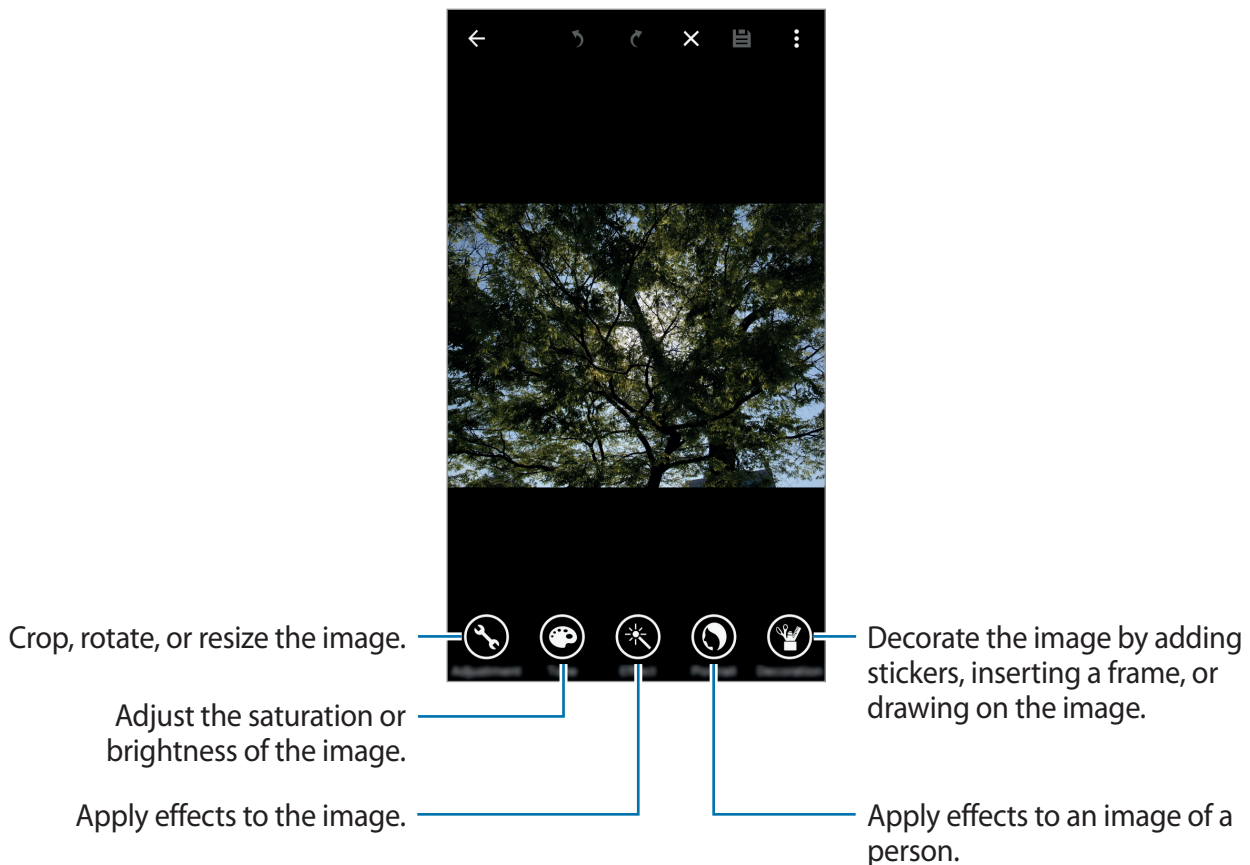 Crop, rotate, or resize the image.
Adjust the saturation or
brightness of the image.
Apply effects to the image.
Decorate the image by adding
stickers, inserting a frame, or
drawing on the image.
Apply effects to an image of a
person.